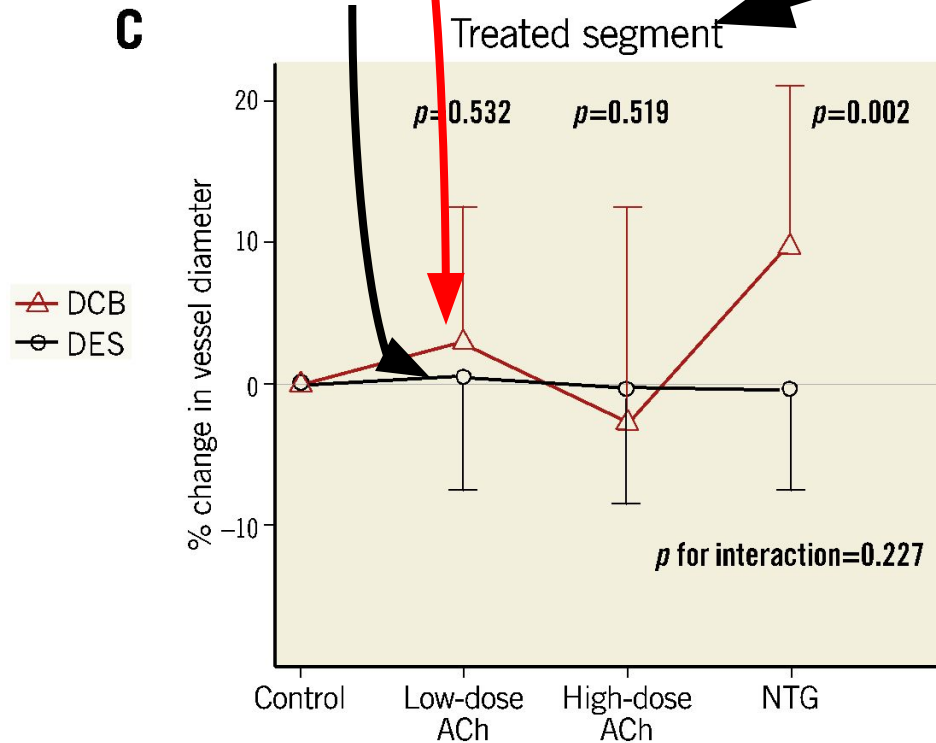 C
Treated segment
p=0.532
p=0.519
p=0.002
20
10
0
−10
% change in vessel diameter
DCB
DES
p for interaction=0.227
Control
Low-dose
ACh
High-dose
ACh
NTG